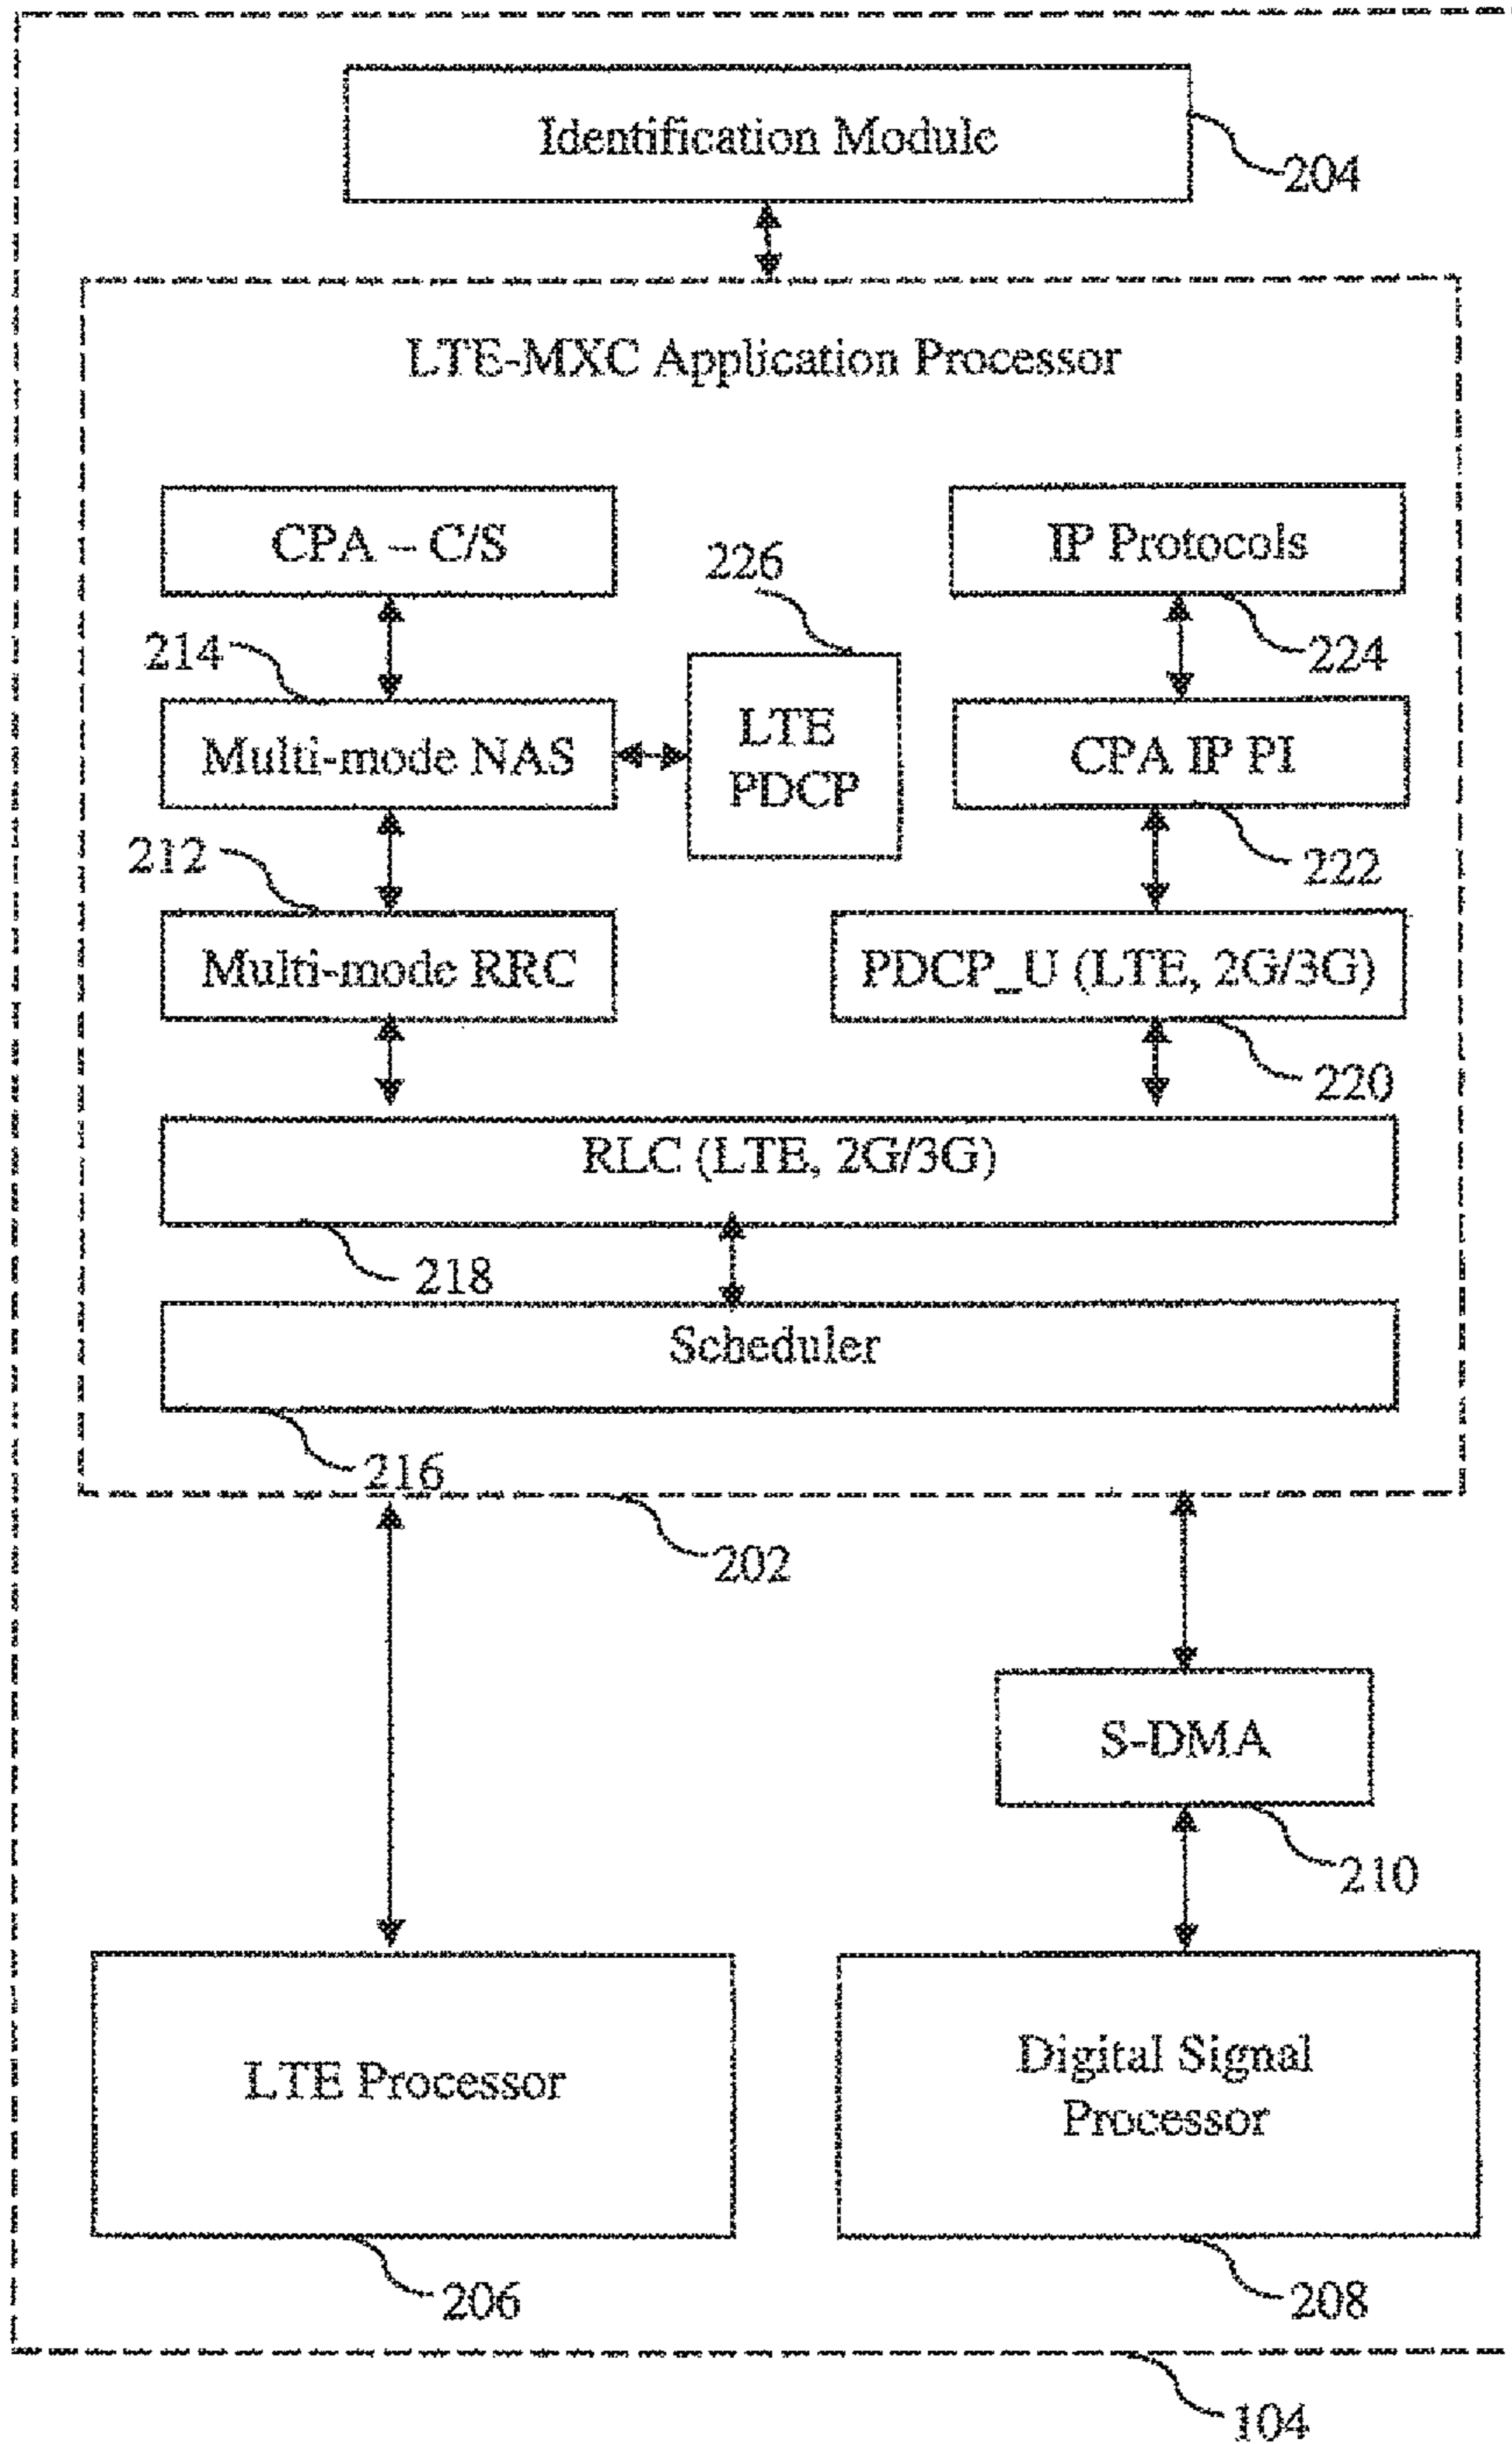 Identification Module
204
LTE-MXC Application Processor
CPA – C/S
IP Protocols
226
214
224
LTE
PDCP
Multi-mode NAS
CPA IP PI
212
222
Multi-mode RRC
PDCP_U (LTE, 2G/3G)
220
RLC (LTE, 2G/3G)
218
Scheduler
216
202
S-DMA
210
LTE Processor
Digital Signal
Processor
206
208
104